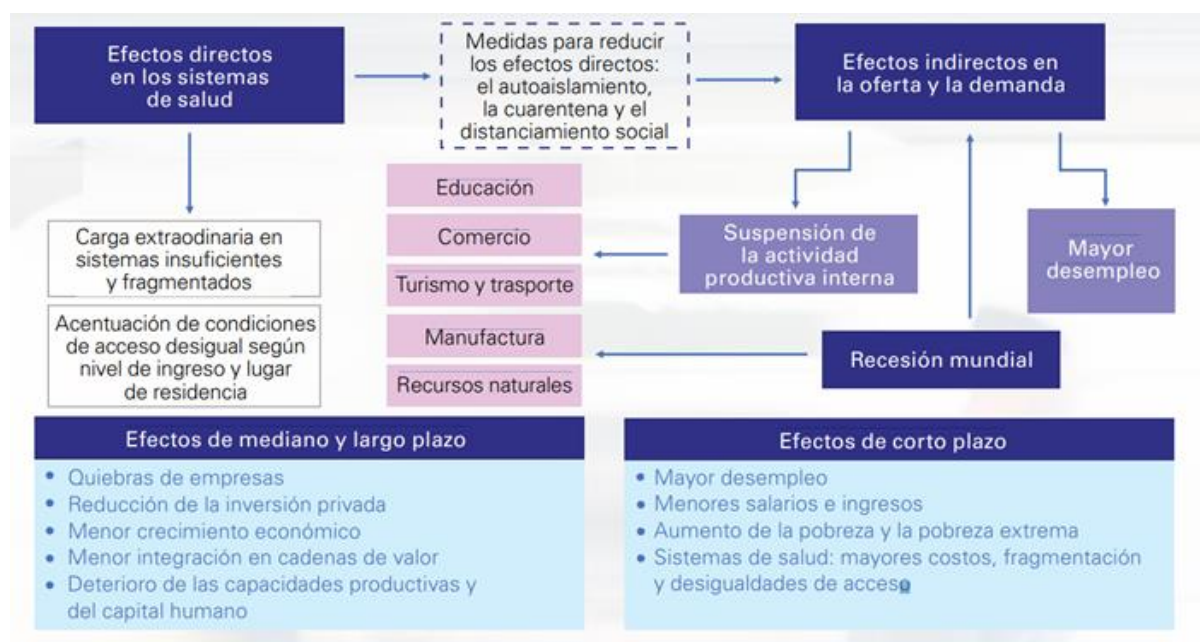 Efectos directos
en los sistemas
de salud
Medidas para reducir
los efectos directos:
el autoaislamiento,
la cuarentena y el
distanciamiento social
Efectos indirectos en
la oferta y la demanda
Carga extraodinaria en
sistemas insuficientes
y fragmentados
Acentuación de condiciones
de acceso desigual según
nivel de ingreso y lugar
de residencia
Educación
Comercio
Turismo y trasporte
Manufactura
Recursos naturales
Suspensión de
la actividad
productiva interna
Mayor
desempleo
Recesión mundial
Efectos de mediano y largo plazo
• Quiebras de empresas
• Reducción de la inversión privada
• Menor crecimiento económico
• Menor integración en cadenas de valor
• Deterioro de las capacidades productivas y
del capital humano
Efectos de corto plazo
• Mayor desempleo
• Menores salarios e ingresos
• Aumento de la pobreza y la pobreza extrema
• Sistemas de salud: mayores costos, fragmentación
y desigualdades de acceso